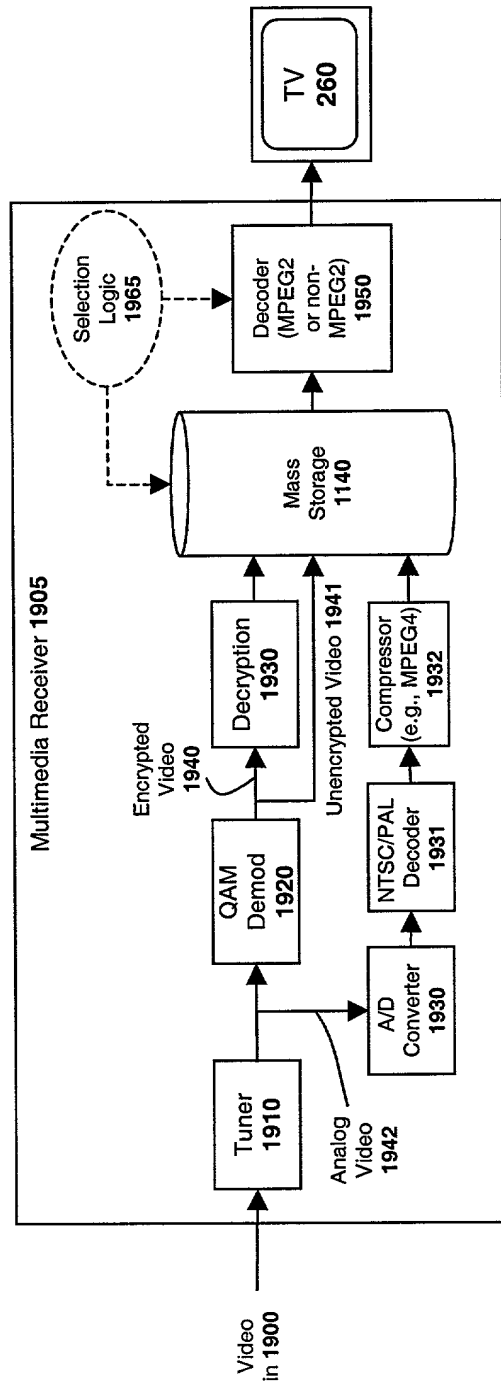 Multimedia Receiver 1905
Video
in 1900
Tuner
1910
Analog
Video
1942
QAM
Demod
1920
A/D
Converter
1930
Encrypted
Video
1940
Decryption
1930
Unencrypted Video 1941
NTSC/PAL
Decoder
1931
Compressor
(e.g., MPEG4)
1932
Mass
Storage
1140
Selection
Logic
1965
Decoder
(MPEG2
or non-
MPEG2)
1950
TV
260